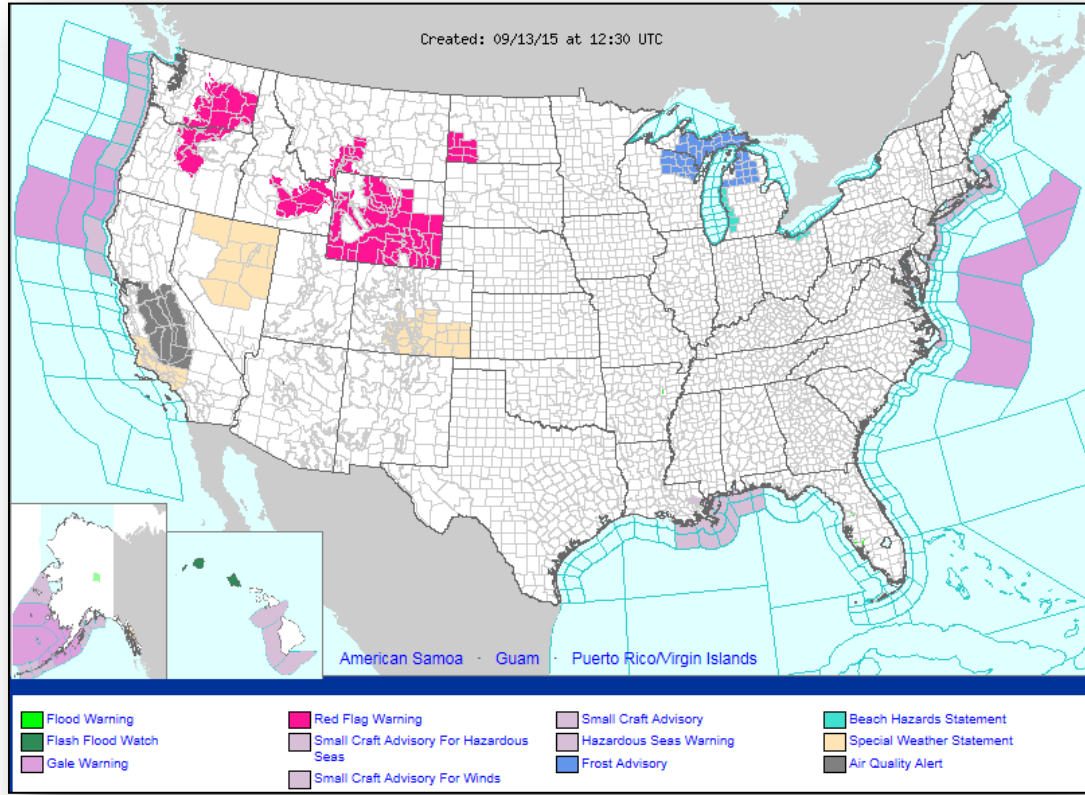 Created: 09/13/15 at 12:30 UTC
American Samoa · Guam · Puerto Rico/Virgin Islands
Flood Warning
Flash Flood Watch
Gale Warning
Red Flag Warning
Small Craft Advisory For Hazardous
Seas
Small Craft Advisory For Winds
Small Craft Advisory
Hazardous Seas Warning
Frost Advisory
Beach Hazards Statement
Special Weather Statement
Air Quality Alert